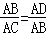 AB/AC = AD/AB